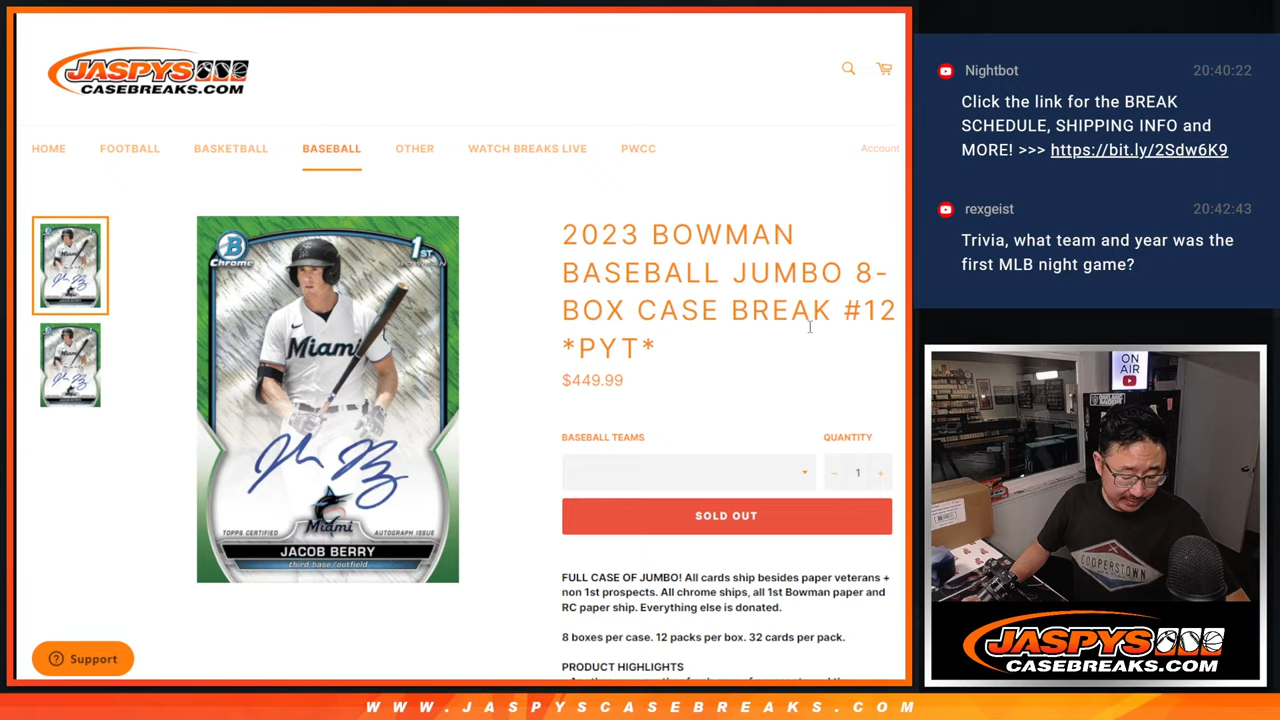 JASPYS
CASEBREAKS.COM
HOME FOOTBALL BASKETBALL BASEBALL OTHER WATCH BREAKS LIVE PWCC Account
2023 BOWMAN
BASEBALL JUMBO 8-
BOX CASE BREAK #12
*PYT*
$449.99
BASEBALL TEAMS QUANTITY
− 1 +
SOLD OUT
FULL CASE OF JUMBO! All cards ship besides paper veterans +
non 1st prospects. All chrome ships, all 1st Bowman paper and
RC paper ship. Everything else is donated.
8 boxes per case. 12 packs per box. 32 cards per pack.
PRODUCT HIGHLIGHTS
B
Chrome
1ST
BOWMAN
Miami
Miami
TOPPS CERTIFIED AUTOGRAPH ISSUE
JACOB BERRY
third base/outfield
Support
Nightbot 20:40:22
Click the link for the BREAK
SCHEDULE, SHIPPING INFO and
MORE! >>> https://bit.ly/2Sdw6K9
rexgeist 20:42:43
Trivia, what team and year was the
first MLB night game?
ON
AIR
COOPERSTOWN
JASPYS
CASEBREAKS.COM
WWW.JASPYSCASEBREAKS.COM